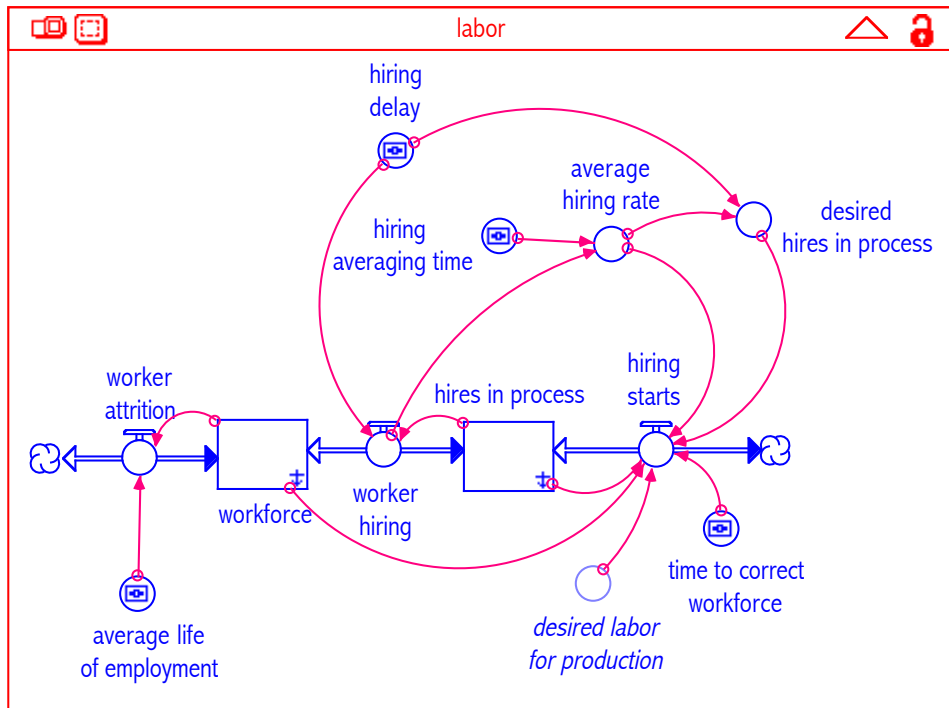 labor
hiring
delay
average
hiring rate
desired
hires in process
hiring
averaging time
hiring
starts
worker
attrition
hires in process
workforce
worker
hiring
time to correct
workforce
desired labor
for production
average life
of employment